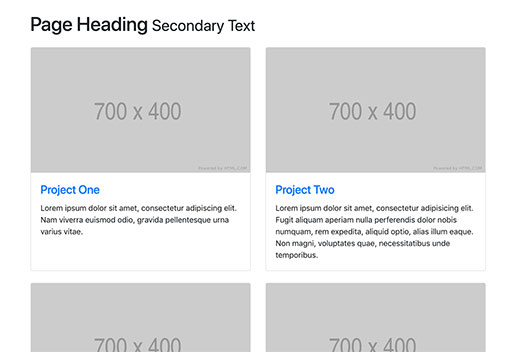 Page Heading Secondary Text
700 x 400
Powered by HTML.COM
Project One
Lorem ipsum dolor sit amet, consectetur adipisicing elit.
Nam viverra euismod odio, gravida pellentesque urna
varius vitae.
700 x 400
Powered by HTML.COM
Project Two
Lorem ipsum dolor sit amet, consectetur adipisicing elit.
Fugit aliquam aperiam nulla perferendis dolor nobis
numquam, rem expedita, aliquid optio, alias illum eaque.
Non magni, voluptates quae, necessitatibus unde
temporibus.
700 x 400
700 x 400